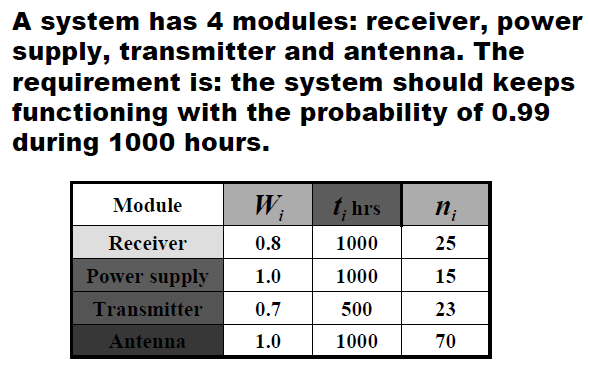 A system has 4 modules: receiver, power
supply, transmitter and antenna. The
requirement is: the system should keeps
functioning with the probability of 0.99
during 1000 hours.
Module W_i t_i hrs n_i
Receiver 0.8 1000 25
Power supply 1.0 1000 15
Transmitter 0.7 500 23
Antenna 1.0 1000 70